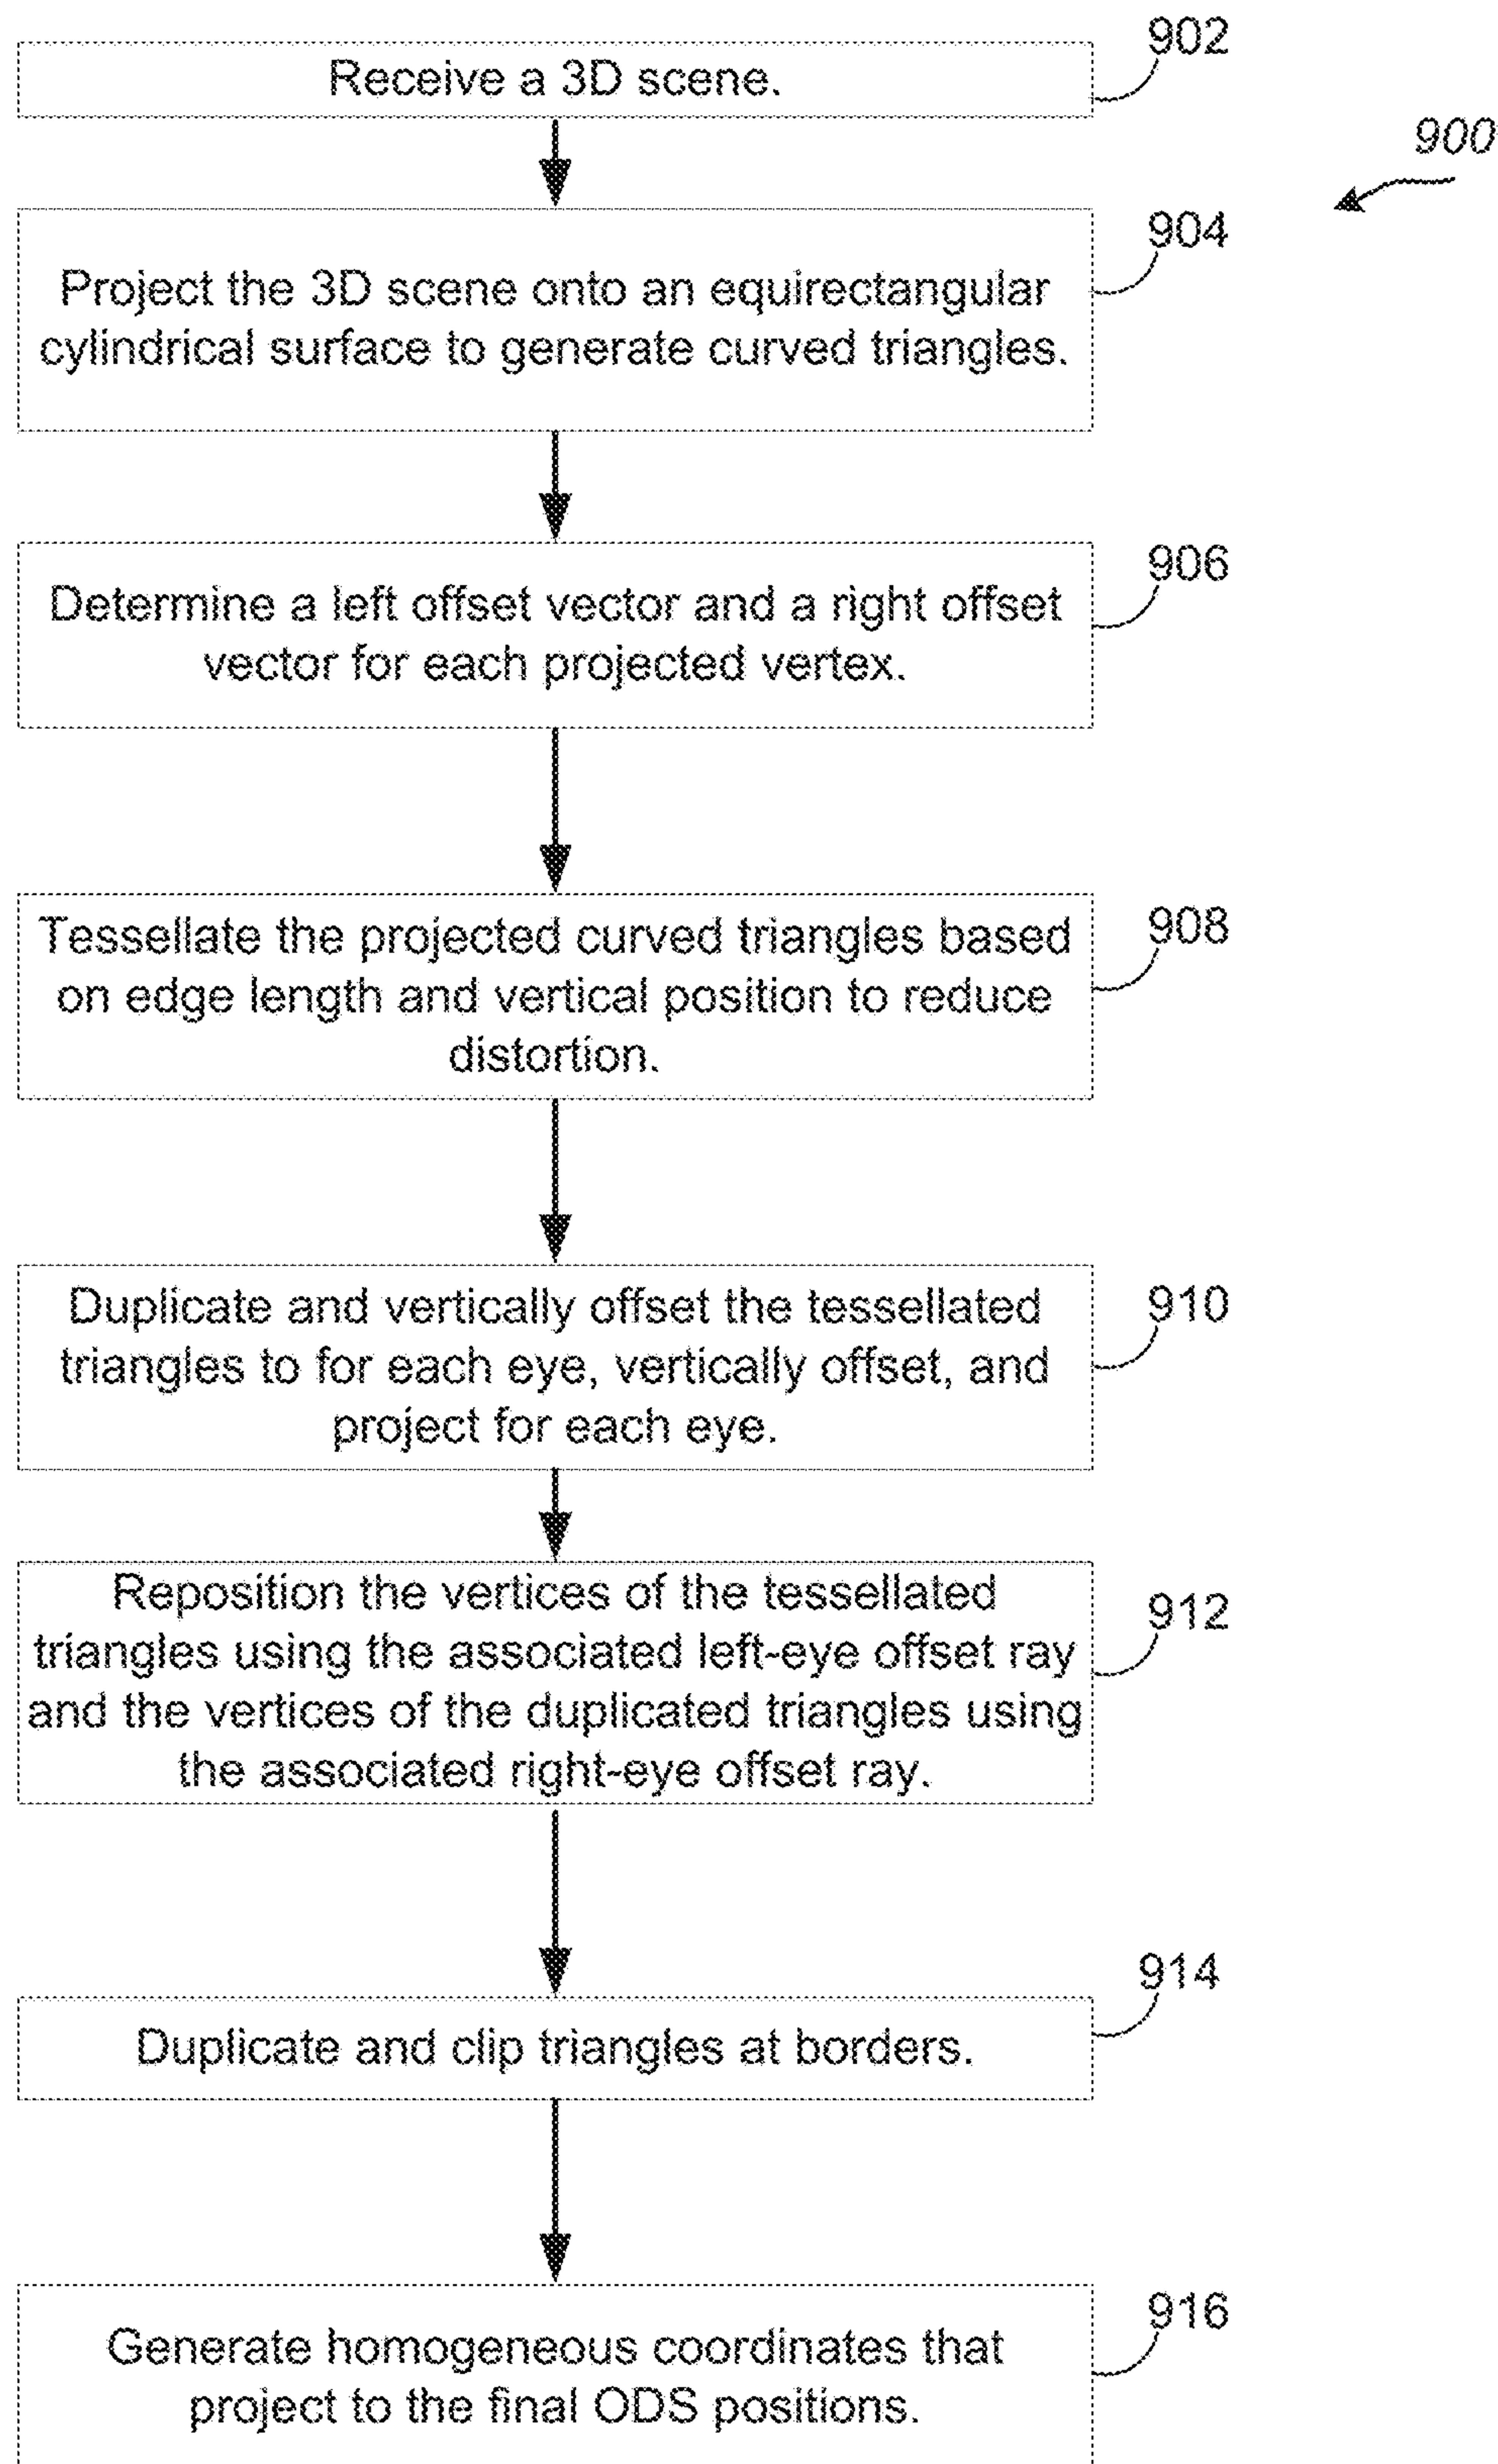 902
Receive a 3D scene.
900
904
Project the 3D scene onto an equirectangular
cylindrical surface to generate curved triangles.
906
Determine a left offset vector and a right offset
vector for each projected vertex.
908
Tessellate the projected curved triangles based
on edge length and vertical position to reduce
distortion.
910
Duplicate and vertically offset the tessellated
triangles to for each eye, vertically offset, and
project for each eye.
912
Reposition the vertices of the tessellated
triangles using the associated left-eye offset ray
and the vertices of the duplicated triangles using
the associated right-eye offset ray.
914
Duplicate and clip triangles at borders.
916
Generate homogeneous coordinates that
project to the final ODS positions.